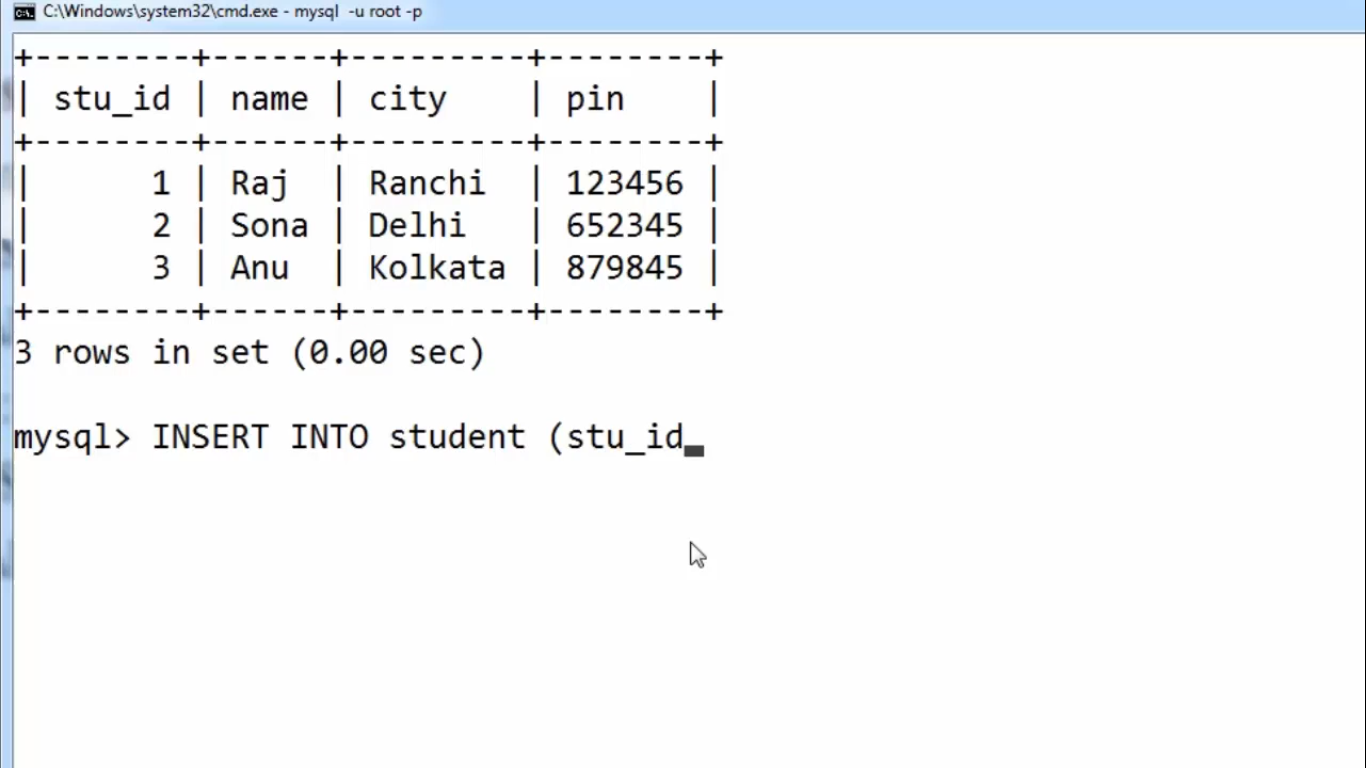 C:\Windows\system32\cmd.exe - mysql  -u root -p
+--------+------+---------+--------+
| stu_id | name | city    | pin    |
+--------+------+---------+--------+
|      1 | Raj  | Ranchi  | 123456 |
|      2 | Sona | Delhi   | 652345 |
|      3 | Anu  | Kolkata | 879845 |
+--------+------+---------+--------+
3 rows in set (0.00 sec)
mysql> INSERT INTO student (stu_id